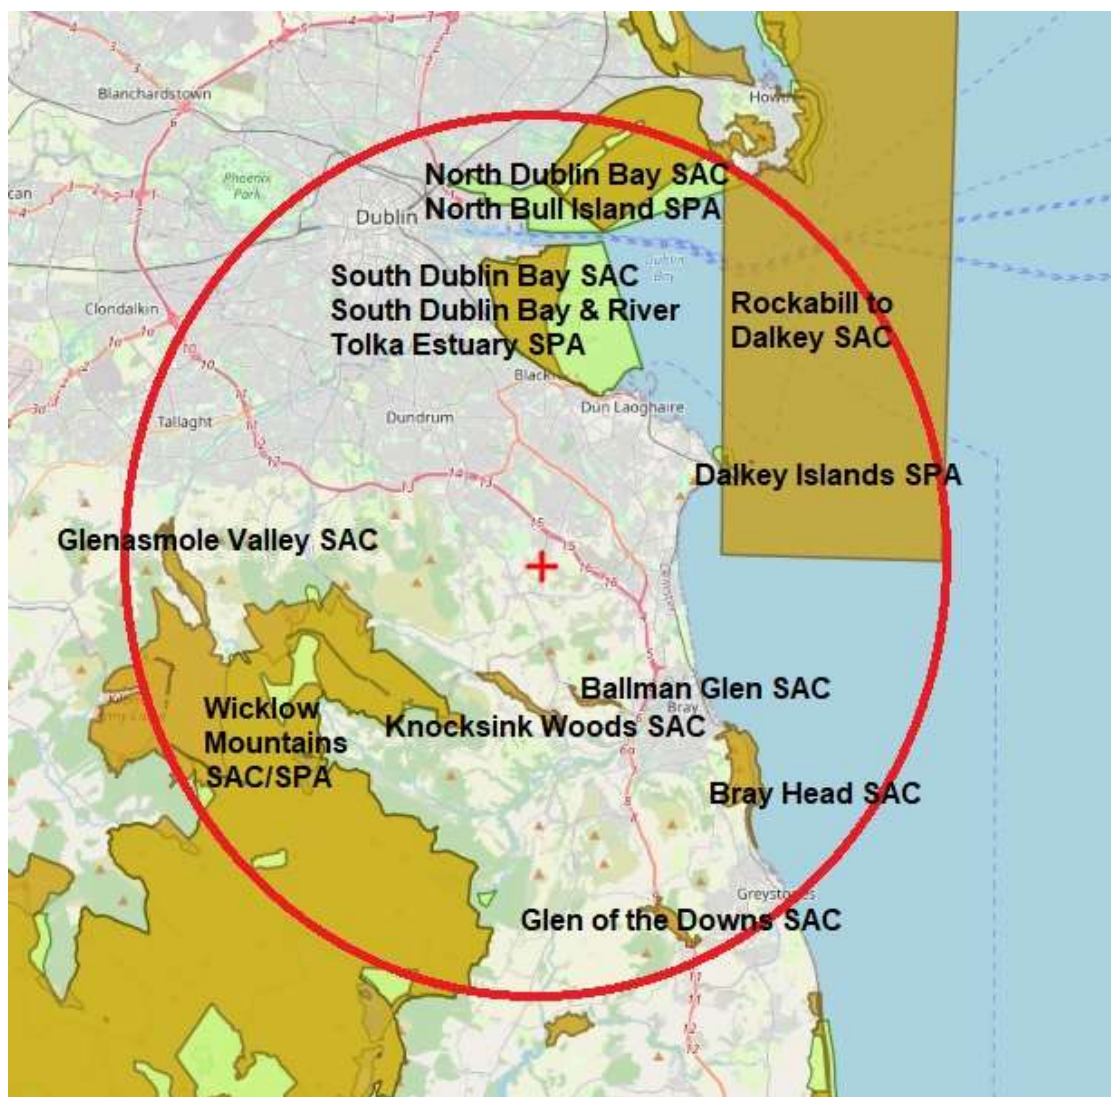 Blanchardstown
Howth
Phoenix
Park
North Dublin Bay SAC
North Bull Island SPA
Dublin
Dublin
Bay
South Dublin Bay SAC
South Dublin Bay & River
Tolka Estuary SPA
Rockabill to
Dalkey SAC
Clondalkin
Dún Laoghaire
Tallaght
Dundrum
Dalkey Islands SPA
Glenasmole Valley SAC
Ballman Glen SAC
Bray
Knocksink Woods SAC
Wicklow
Mountains
SAC/SPA
Bray Head SAC
Greystones
Glen of the Downs SAC